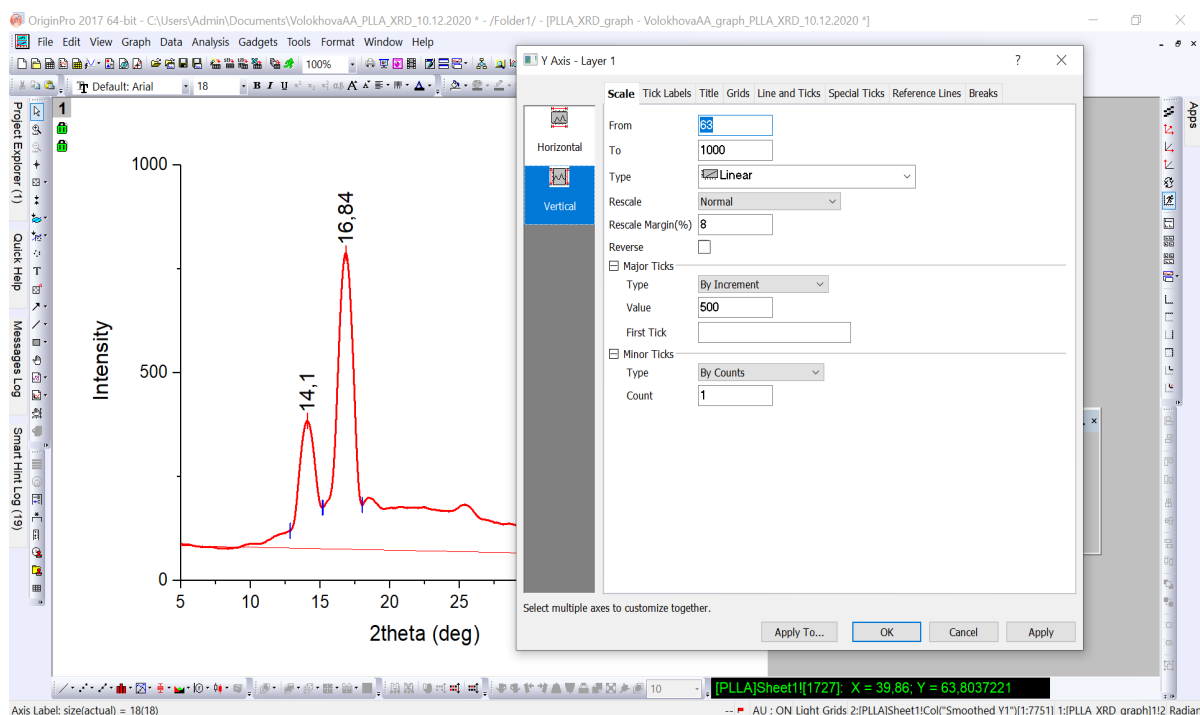 OriginPro 2017 64-bit - C:\Users\Admin\Documents\VolokhovaAA_PLLA_XRD_10.12.2020 * - /Folder1/ - [PLLA_XRD_graph - VolokhovaAA_graph_PLLA_XRD_10.12.2020 *]
File Edit View Graph Data Analysis Gadgets Tools Format Window Help
100%
Default: Arial 18 B I U
Project Explorer (1)
Quick Help
Messages Log
Smart Hint Log (19)
Apps
1
1000
500
0
Intensity
14,1
16,84
5 10 15 20 25
2theta (deg)
Y Axis - Layer 1
? X
Horizontal
Vertical
Scale Tick Labels Title Grids Line and Ticks Special Ticks Reference Lines Breaks
From 63
To 1000
Type Linear
Rescale Normal
Rescale Margin(%) 8
Reverse
Major Ticks
Type By Increment
Value 500
First Tick
Minor Ticks
Type By Counts
Count 1
Select multiple axes to customize together.
Apply To... OK Cancel Apply
10
[PLLA]Sheet1![1727]: X = 39,86; Y = 63,8037221
Axis Label: size(actual) = 18(18)
-- AU : ON Light Grids 2:[PLLA]Sheet1!Col("Smoothed Y1")[1:7751] 1:[PLLA_XRD_graph]1!2 Radian